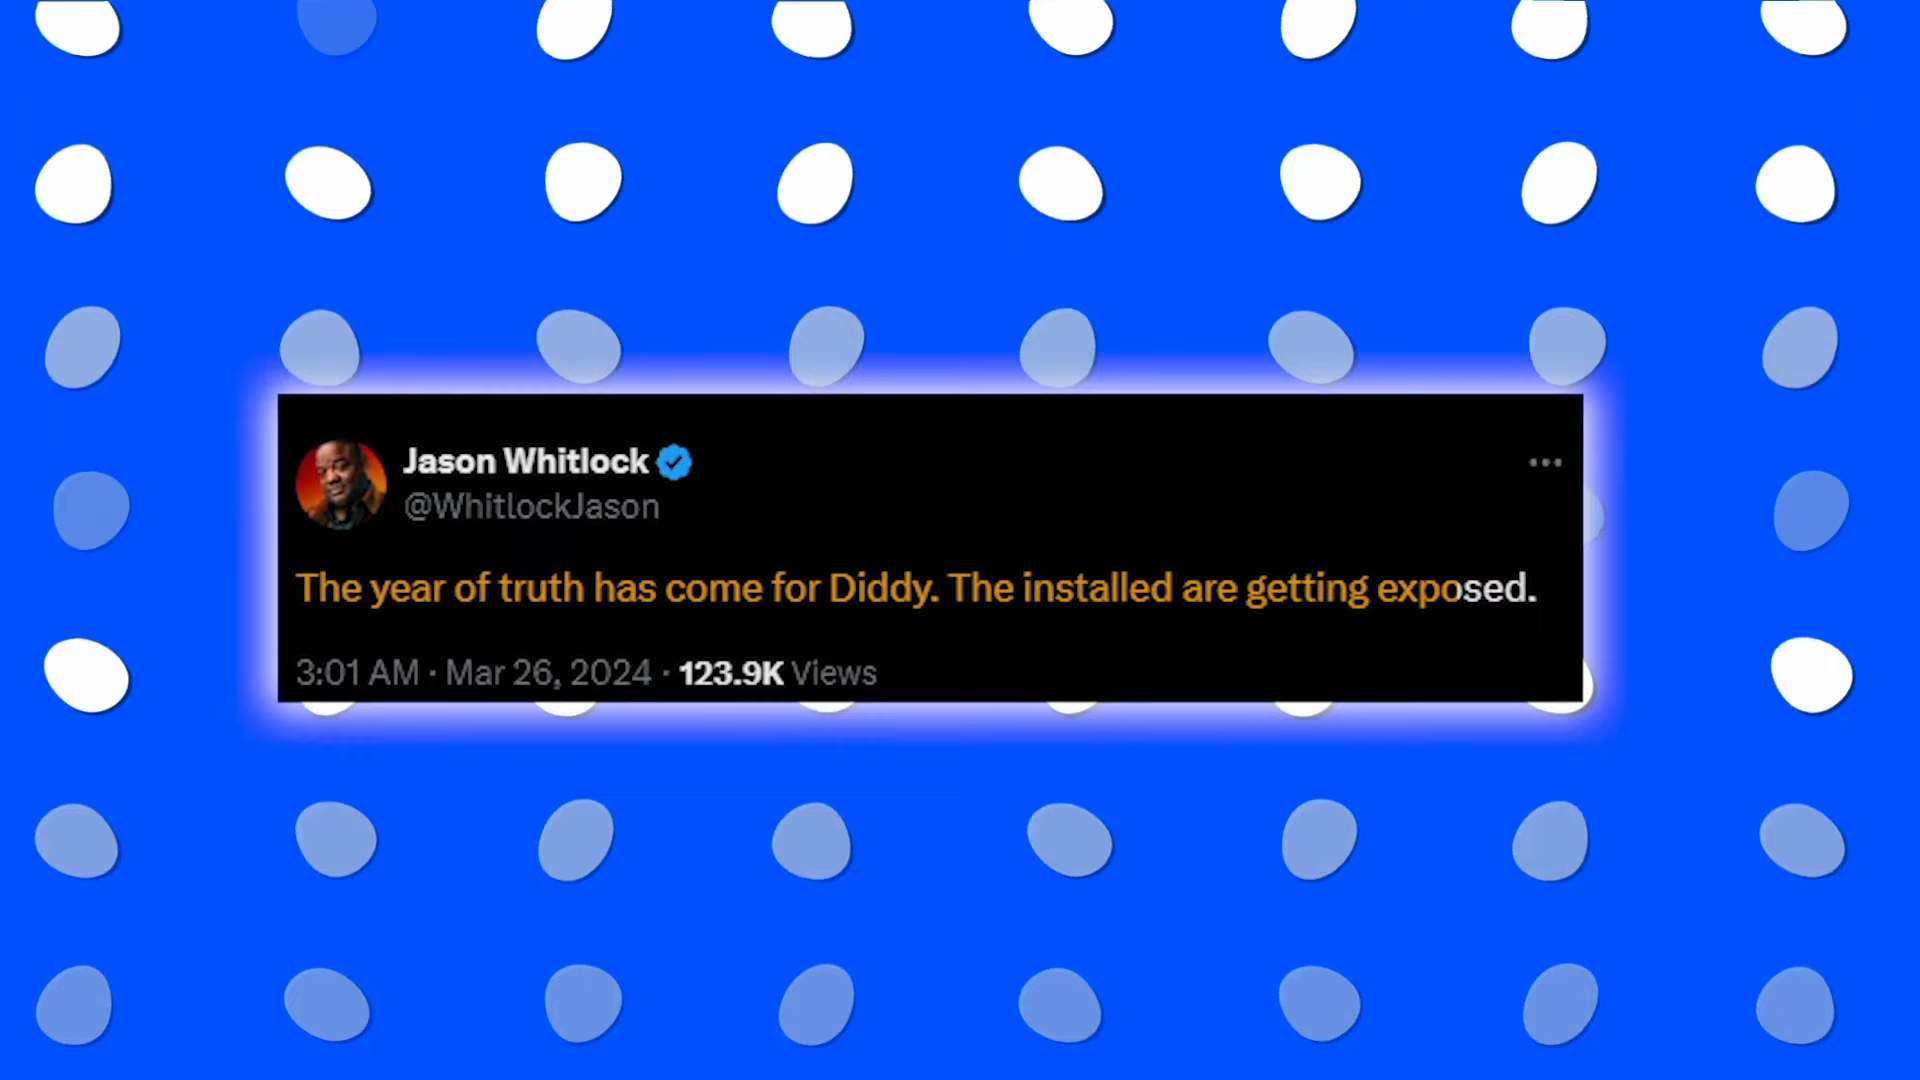 Jason Whitlock
@WhitlockJason
The year of truth has come for Diddy. The installed are getting exposed.
3:01 AM · Mar 26, 2024 · 123.9K Views